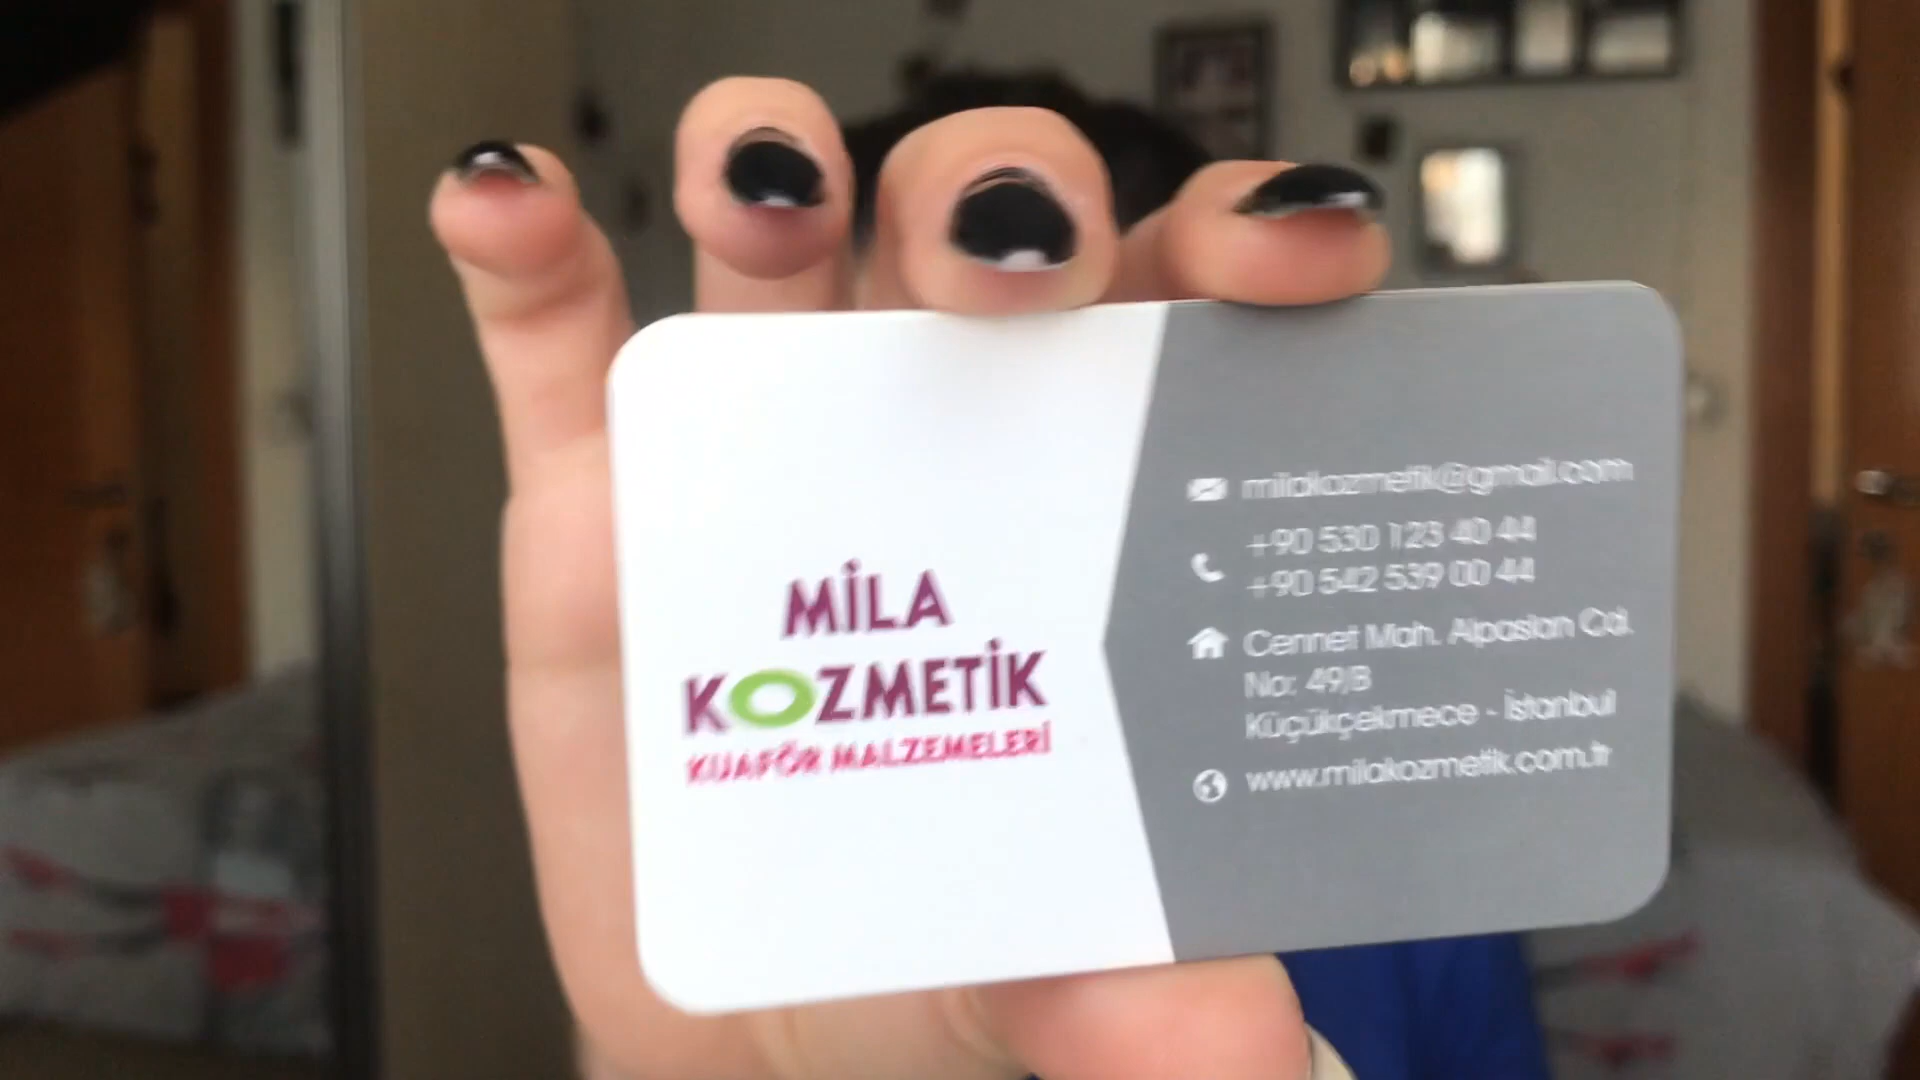 MİLA
KOZMETİK
KUAFÖR MALZEMELERİ
milakozmetik@gmail.com
+90 530 123 40 44
+90 542 539 00 44
Cennet Mah. Alpaslan Cd.
No: 49/B
Küçükçekmece - İstanbul
www.milakozmetik.com.tr